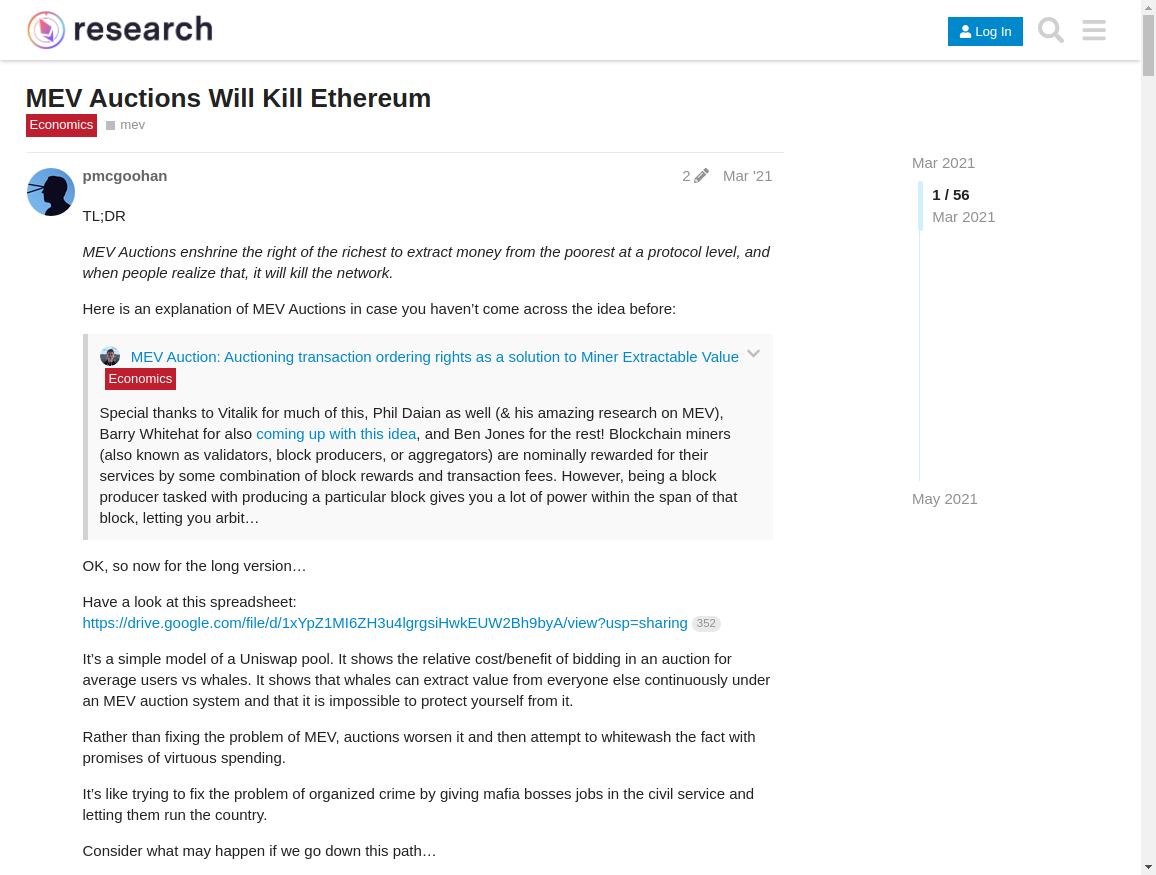 research
Log In
MEV Auctions Will Kill Ethereum
Economics mev
pmcgoohan 2 Mar '21
TL;DR
MEV Auctions enshrine the right of the richest to extract money from the poorest at a protocol level, and
when people realize that, it will kill the network.
Here is an explanation of MEV Auctions in case you haven’t come across the idea before:
MEV Auction: Auctioning transaction ordering rights as a solution to Miner Extractable Value
Economics
Special thanks to Vitalik for much of this, Phil Daian as well (& his amazing research on MEV),
Barry Whitehat for also coming up with this idea, and Ben Jones for the rest! Blockchain miners
(also known as validators, block producers, or aggregators) are nominally rewarded for their
services by some combination of block rewards and transaction fees. However, being a block
producer tasked with producing a particular block gives you a lot of power within the span of that
block, letting you arbit…
OK, so now for the long version…
Have a look at this spreadsheet:
https://drive.google.com/file/d/1xYpZ1MI6ZH3u4lgrgsiHwkEUW2Bh9byA/view?usp=sharing 352
It’s a simple model of a Uniswap pool. It shows the relative cost/benefit of bidding in an auction for
average users vs whales. It shows that whales can extract value from everyone else continuously under
an MEV auction system and that it is impossible to protect yourself from it.
Rather than fixing the problem of MEV, auctions worsen it and then attempt to whitewash the fact with
promises of virtuous spending.
It’s like trying to fix the problem of organized crime by giving mafia bosses jobs in the civil service and
letting them run the country.
Consider what may happen if we go down this path…
Mar 2021
1 / 56
Mar 2021
May 2021